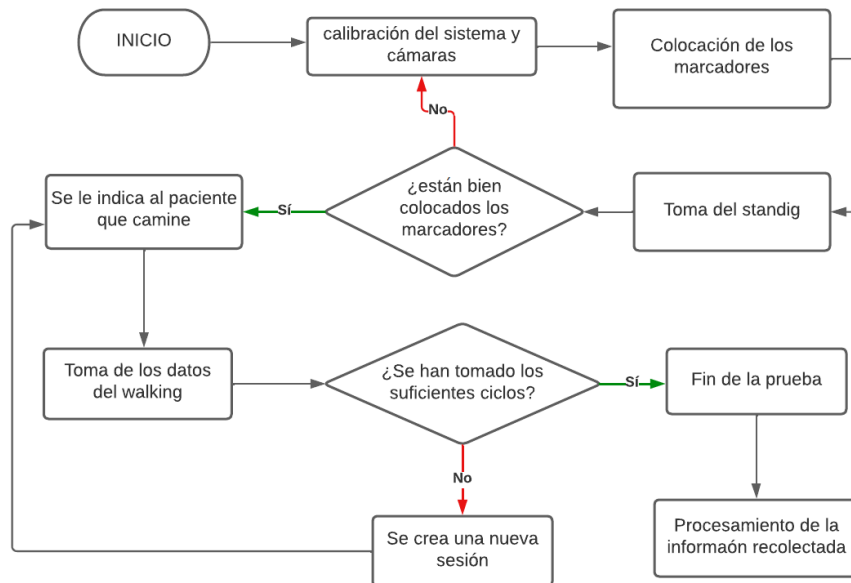 INICIO
calibración del sistema y
cámaras
Colocación de los
marcadores
No
Se le indica al paciente
que camine
Sí
¿están bien
colocados los
marcadores?
Toma del standig
Toma de los datos
del walking
¿Se han tomado los
suficientes ciclos?
Sí
Fin de la prueba
No
Se crea una nueva
sesión
Procesamiento de la
informaón recolectada